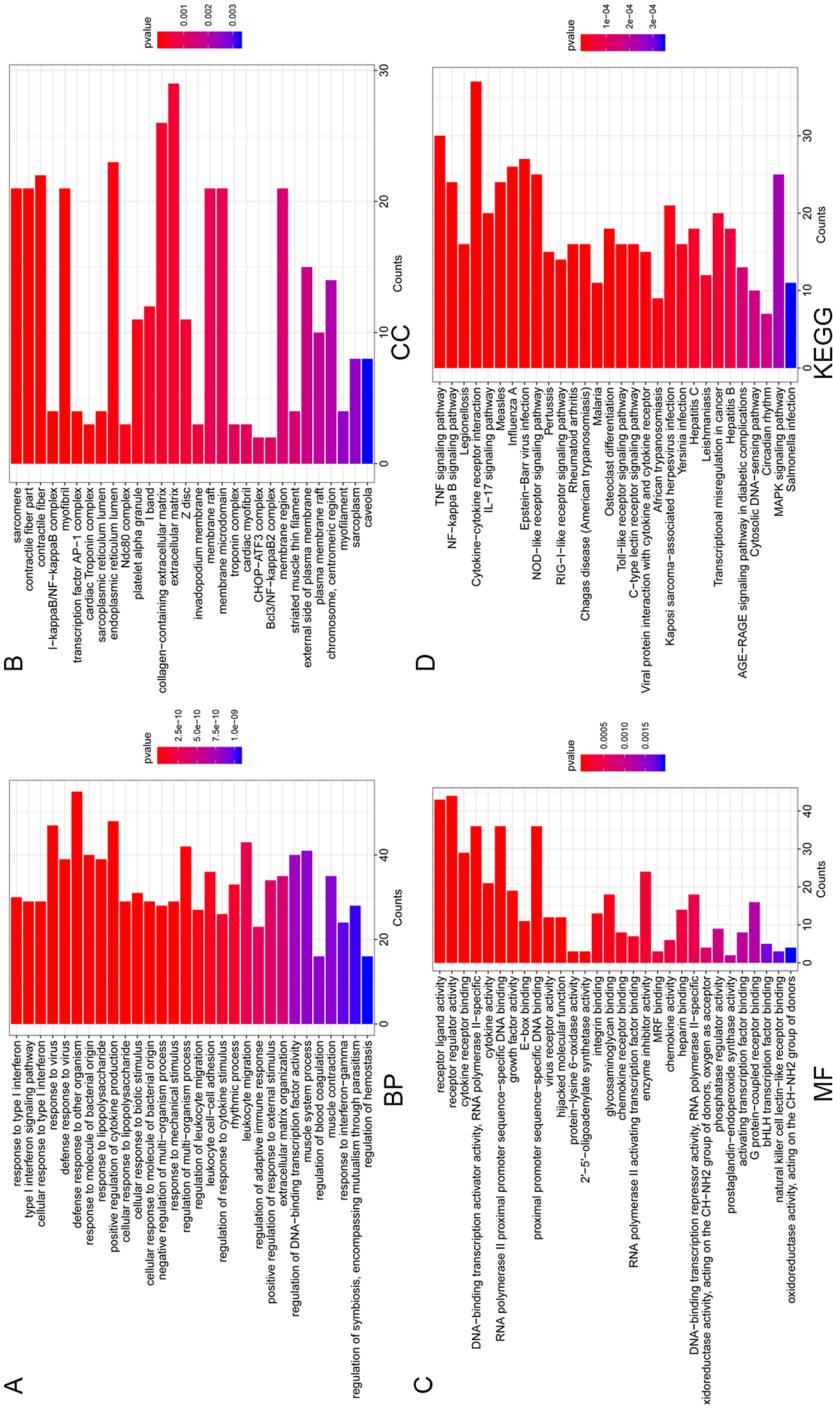 A
response to type I interferon
type I interferon signaling pathway
cellular response to type I interferon
response to virus
defense response to virus
defense response to other organism
response to molecule of bacterial origin
response to lipopolysaccharide
positive regulation of cytokine production
cellular response to lipopolysaccharide
cellular response to biotic stimulus
cellular response to molecule of bacterial origin
negative regulation of multi−organism process
response to mechanical stimulus
regulation of multi−organism process
regulation of leukocyte migration
leukocyte cell−cell adhesion
regulation of response to cytokine stimulus
rhythmic process
leukocyte migration
regulation of adaptive immune response
positive regulation of response to external stimulus
extracellular matrix organization
regulation of DNA−binding transcription factor activity
muscle system process
regulation of blood coagulation
muscle contraction
response to interferon−gamma
regulation of symbiosis, encompassing mutualism through parasitism
regulation of hemostasis
0
20
40
Counts
BP
pvalue
2.5e−10
5.0e−10
7.5e−10
1.0e−09
B
sarcomere
contractile fiber part
contractile fiber
I−kappaB/NF−kappaB complex
myofibril
transcription factor AP−1 complex
cardiac Troponin complex
sarcoplasmic reticulum lumen
endoplasmic reticulum lumen
Ndc80 complex
platelet alpha granule
I band
collagen−containing extracellular matrix
extracellular matrix
Z disc
invadopodium membrane
membrane raft
membrane microdomain
troponin complex
cardiac myofibril
CHOP−ATF3 complex
Bcl3/NF−kappaB2 complex
membrane region
striated muscle thin filament
external side of plasma membrane
plasma membrane raft
chromosome, centromeric region
myofilament
sarcoplasm
caveola
0
10
20
30
Counts
CC
pvalue
0.001
0.002
0.003
C
receptor ligand activity
receptor regulator activity
cytokine receptor binding
DNA−binding transcription activator activity, RNA polymerase II−specific
cytokine activity
RNA polymerase II proximal promoter sequence−specific DNA binding
growth factor activity
E−box binding
proximal promoter sequence−specific DNA binding
virus receptor activity
hijacked molecular function
protein−lysine 6−oxidase activity
2'−5'−oligoadenylate synthetase activity
integrin binding
glycosaminoglycan binding
chemokine receptor binding
RNA polymerase II activating transcription factor binding
enzyme inhibitor activity
MRF binding
chemokine activity
heparin binding
DNA−binding transcription repressor activity, RNA polymerase II−specific
oxidoreductase activity, acting on the CH−NH2 group of donors, oxygen as acceptor
phosphatase regulator activity
prostaglandin−endoperoxide synthase activity
activating transcription factor binding
G protein−coupled receptor binding
bHLH transcription factor binding
natural killer cell lectin−like receptor binding
oxidoreductase activity, acting on the CH−NH2 group of donors
0
10
20
30
40
Counts
MF
pvalue
0.0005
0.0010
0.0015
D
TNF signaling pathway
NF−kappa B signaling pathway
Legionellosis
Cytokine−cytokine receptor interaction
IL−17 signaling pathway
Measles
Influenza A
Epstein−Barr virus infection
NOD−like receptor signaling pathway
Pertussis
RIG−I−like receptor signaling pathway
Rheumatoid arthritis
Chagas disease (American trypanosomiasis)
Malaria
Osteoclast differentiation
Toll−like receptor signaling pathway
C−type lectin receptor signaling pathway
Viral protein interaction with cytokine and cytokine receptor
African trypanosomiasis
Kaposi sarcoma−associated herpesvirus infection
Yersinia infection
Hepatitis C
Leishmaniasis
Transcriptional misregulation in cancer
Hepatitis B
AGE−RAGE signaling pathway in diabetic complications
Cytosolic DNA−sensing pathway
Circadian rhythm
MAPK signaling pathway
Salmonella infection
0
10
20
30
Counts
KEGG
pvalue
1e−04
2e−04
3e−04